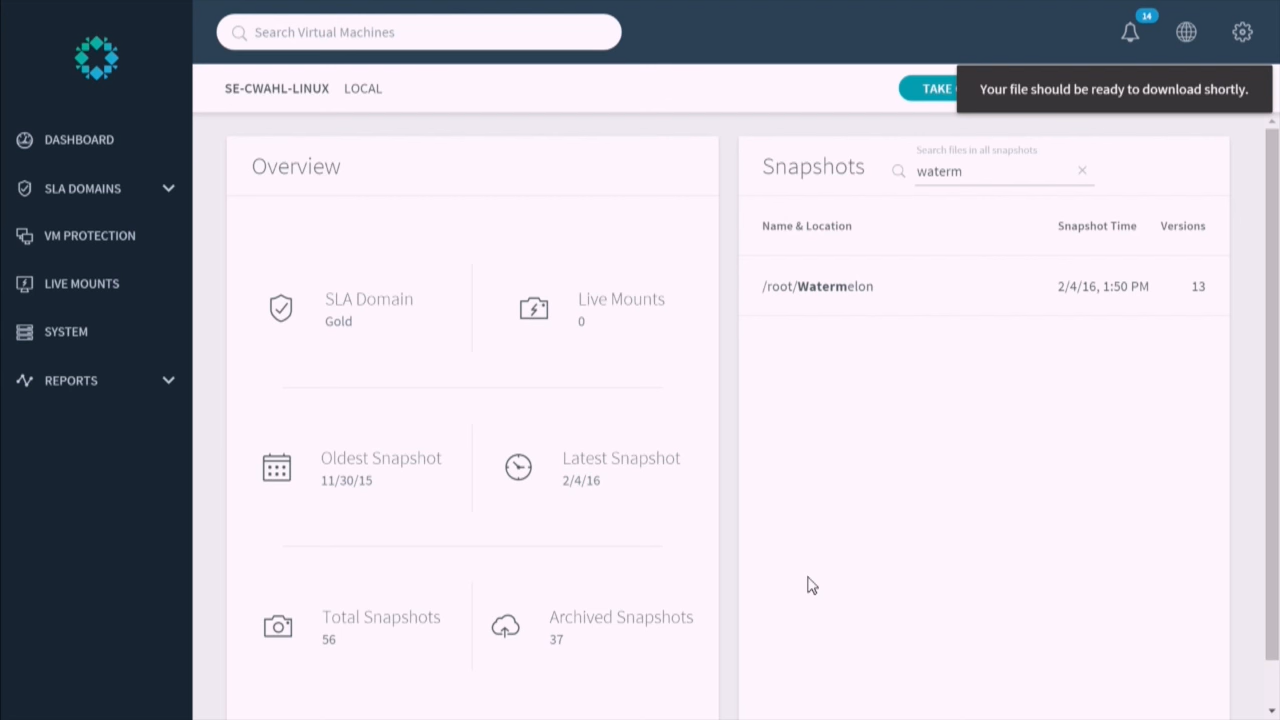 Search Virtual Machines
14
SE-CWAHL-LINUX LOCAL
TAKE
Your file should be ready to download shortly.
DASHBOARD
SLA DOMAINS
VM PROTECTION
LIVE MOUNTS
SYSTEM
REPORTS
Overview
SLA Domain
Gold
Live Mounts
0
Oldest Snapshot
11/30/15
Latest Snapshot
2/4/16
Total Snapshots
56
Archived Snapshots
37
Snapshots
Search files in all snapshots
waterm
Name & Location Snapshot Time Versions
/root/Watermelon 2/4/16, 1:50 PM 13